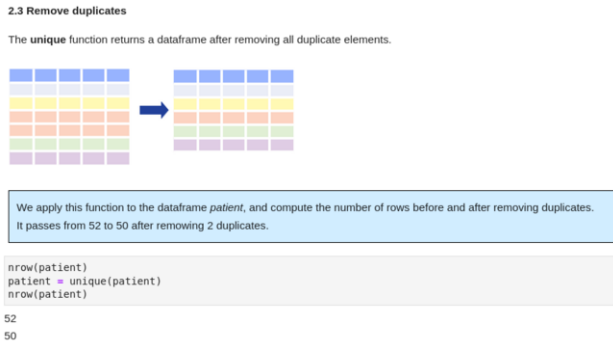 2.3 Remove duplicates
The unique function returns a dataframe after removing all duplicate elements.
We apply this function to the dataframe patient, and compute the number of rows before and after removing duplicates.
It passes from 52 to 50 after remowing 2 duplicates.
nrow(patient)
patient = unique(patient)
nrow(patient)
52
50